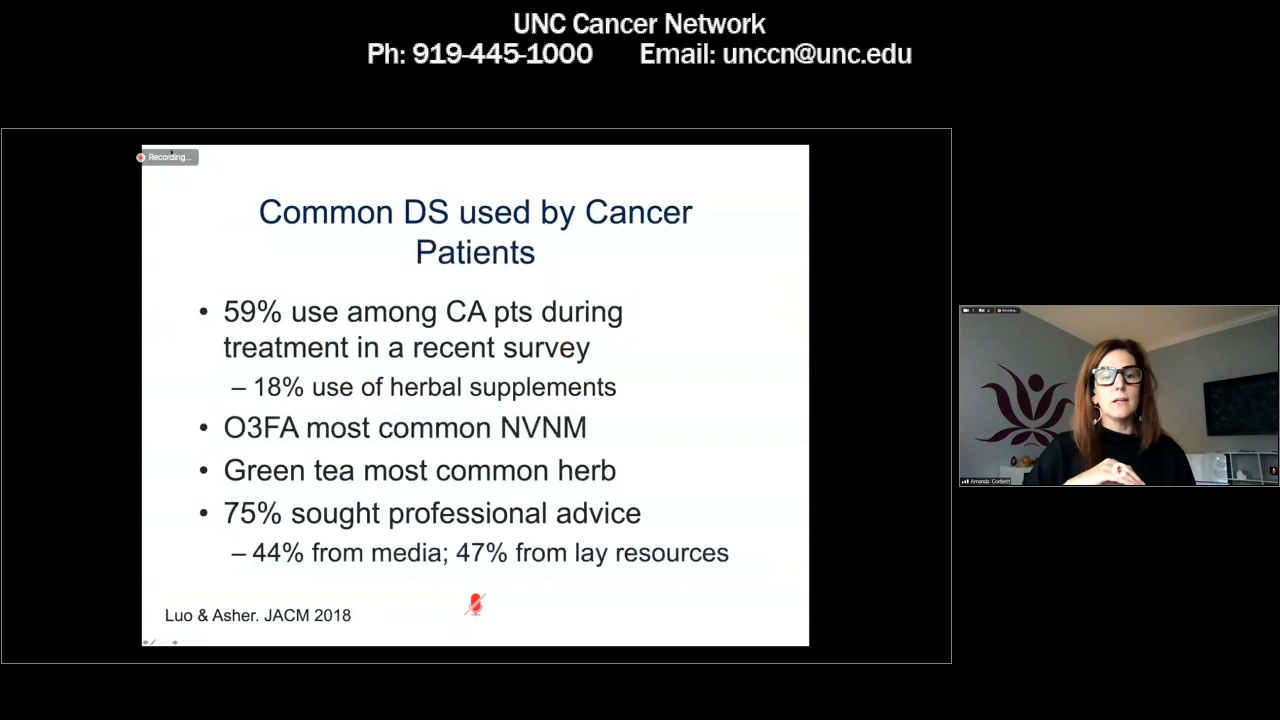 UNC Cancer Network
Ph: 919-445-1000 Email: unccn@unc.edu
Recording...
Common DS used by Cancer
Patients
• 59% use among CA pts during
treatment in a recent survey
– 18% use of herbal supplements
• O3FA most common NVNM
• Green tea most common herb
• 75% sought professional advice
– 44% from media; 47% from lay resources
Luo & Asher. JACM 2018
Recording...
Amanda Corbett